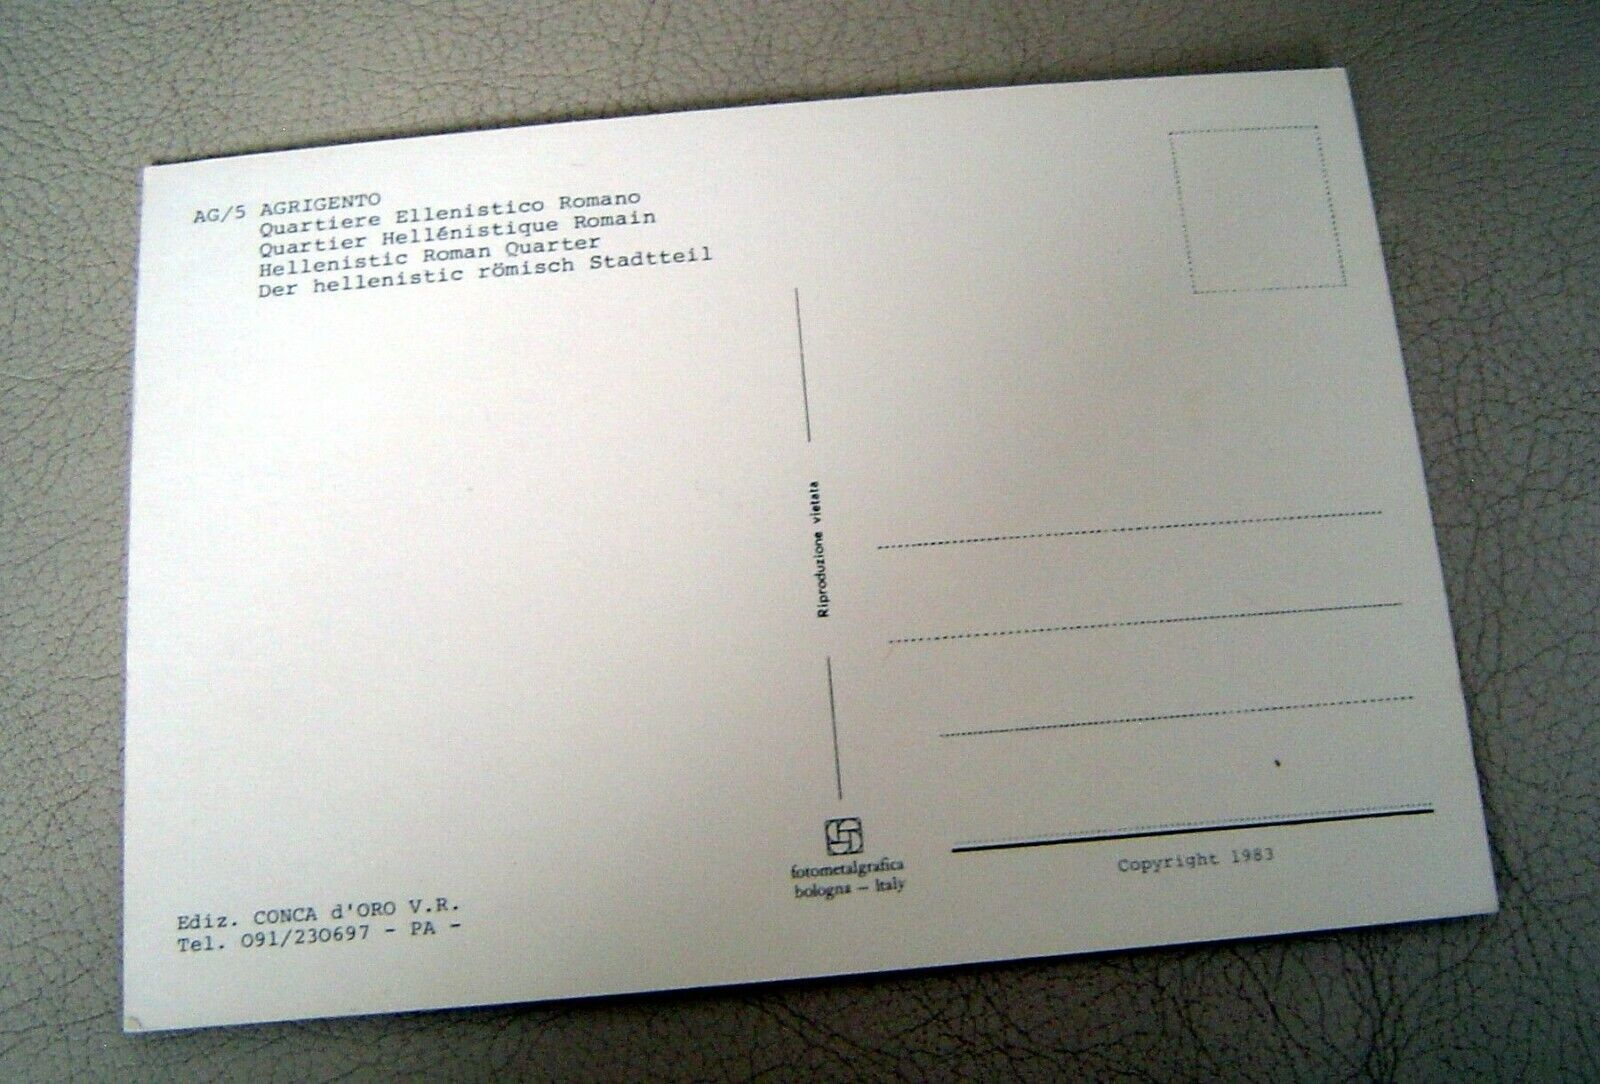 AG/5 AGRIGENTO
Quartiere Ellenistico Romano
Quartier Hellénistique Romain
Hellenistic Roman Quarter
Der hellenistic römisch Stadtteil
Riproduzione vietata
Ediz. CONCA d'ORO V.R.
Tel. 091/230697 - PA -
fotometalgrafica
bologna – Italy
Copyright 1983